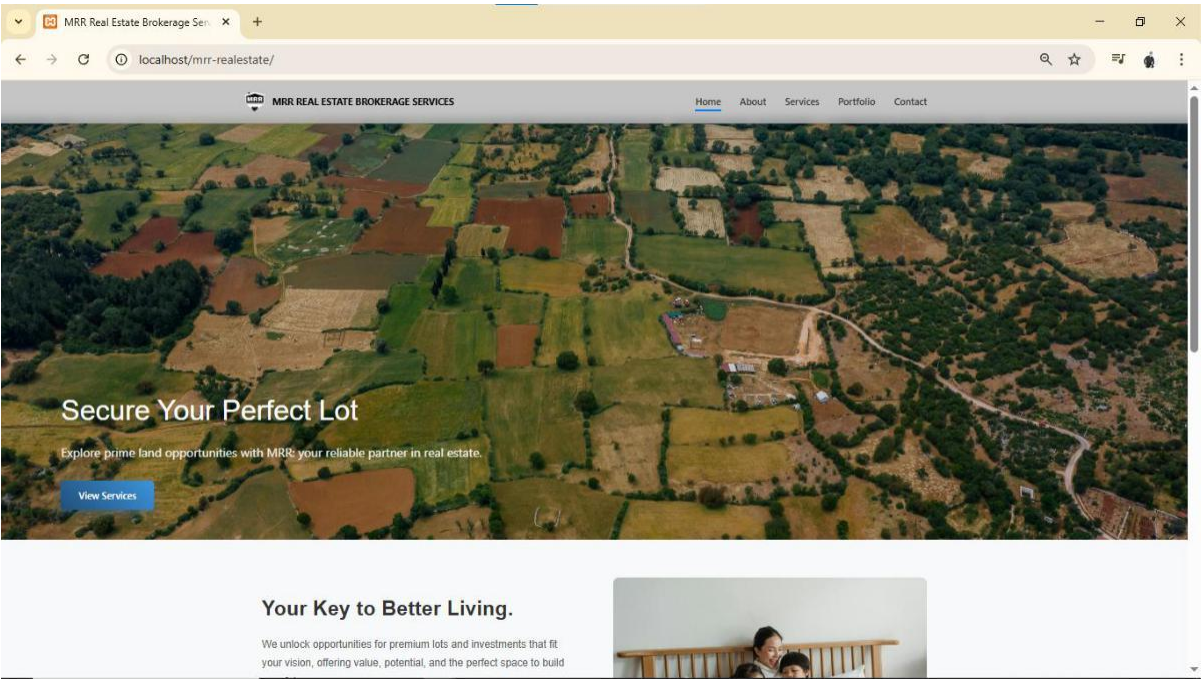 MRR Real Estate Brokerage Ser
localhost/mrr-realestate/
MRR
MRR REAL ESTATE BROKERAGE SERVICES
Home About Services Portfolio Contact
Secure Your Perfect Lot
Explore prime land opportunities with MRR: your reliable partner in real estate.
View Services
Your Key to Better Living.
We unlock opportunities for premium lots and investments that fit
your vision, offering value, potential, and the perfect space to build